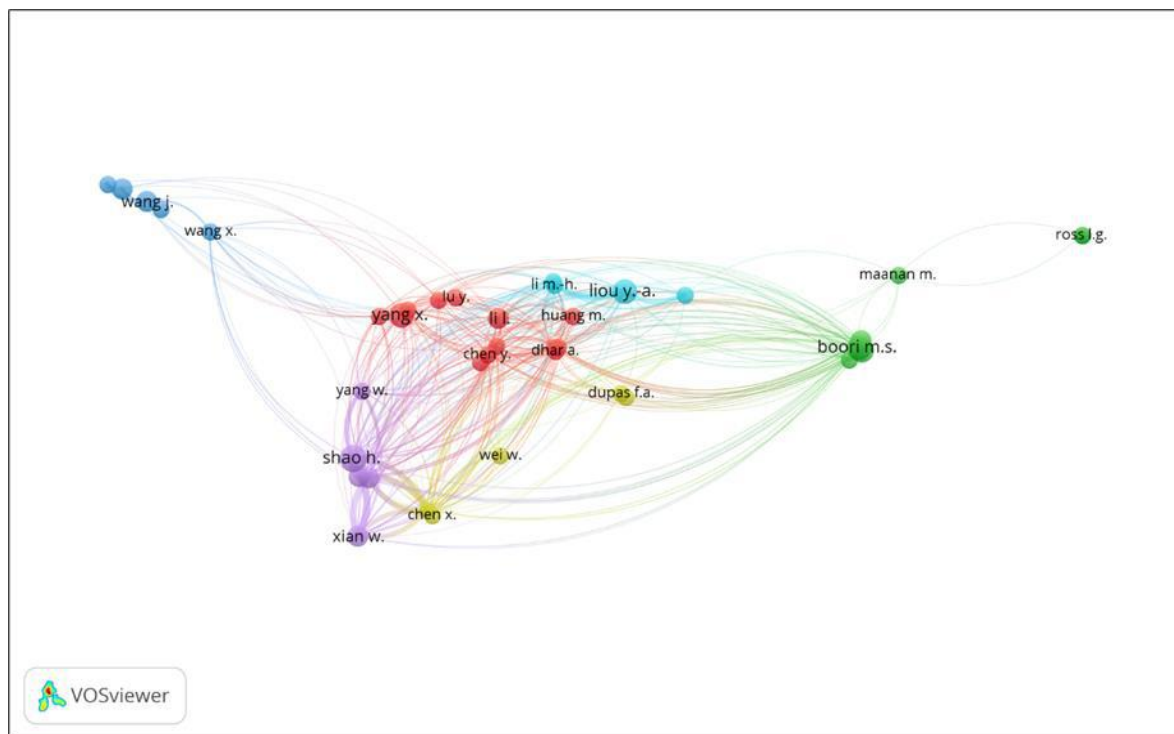 wang j.
wang x.
ross l.g.
maanan m.
li m.-h.
liou y.-a.
lu y.
yang x.
li l.
huang m.
boori m.s.
chen y.
dhar a.
yang w.
dupas f.a.
shao h.
wei w.
chen x.
xian w.
VOSviewer